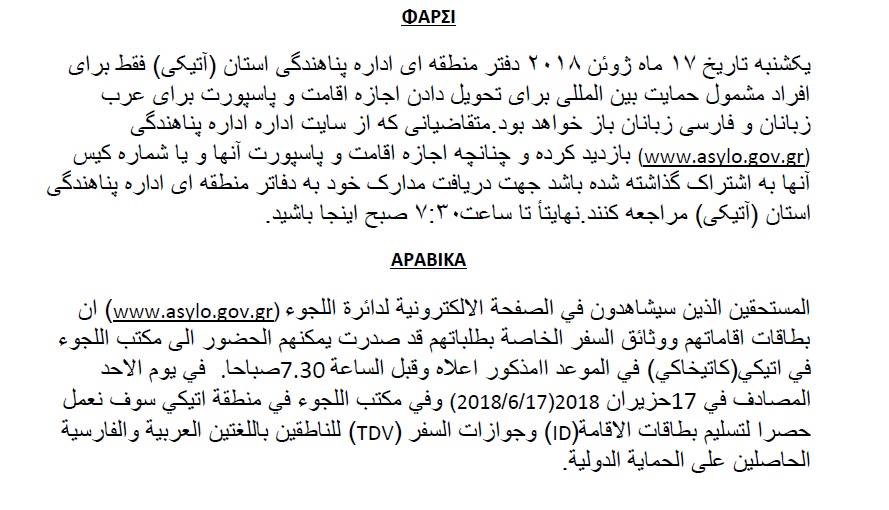 ΦΑΡΣΙ
یکشنبه تاریخ ۱۷ ماه ژوئن ۲۰۱۸ دفتر منطقه ای اداره پناهندگی استان (آتیکی) فقط برای
افراد مشمول حمایت بین المللی برای تحویل دادن اجازه اقامت و پاسپورت برای عرب
زبانان و فارسی زبانان باز خواهد بود.متقاضیانی که از سایت اداره اداره پناهندگی
(www.asylo.gov.gr) بازدید کرده و چنانچه اجازه اقامت و پاسپورت آنها و یا شماره کیس
آنها به اشتراک گذاشته شده باشد جهت دریافت مدارک خود به دفاتر منطقه ای اداره پناهندگی
استان (آتیکی) مراجعه کنند.نهایتأ تا ساعت۷:۳۰ صبح اینجا باشید.
ΑΡΑΒΙΚΑ
المستحقين الذين سيشاهدون في الصفحة الالكترونية لدائرة اللجوء (www.asylo.gov.gr) ان
بطاقات اقاماتهم ووثائق السفر الخاصة بطلباتهم قد صدرت يمكنهم الحضور الى مكتب اللجوء
في اتيكي(كاتيخاكي) في الموعد اامذكور اعلاه وقبل الساعة 7.30صباحا. في يوم الاحد
المصادف في 17حزيران 2018(2018/6/17) وفي مكتب اللجوء في منطقة اتيكي سوف نعمل
حصرا لتسليم بطاقات الاقامة(ID) وجوازات السفر (TDV) للناطقين باللغتين العربية والفارسية
الحاصلين على الحماية الدولية.